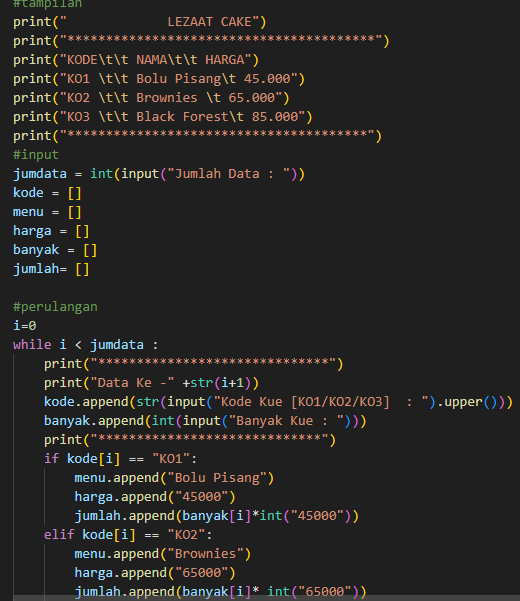 #tampilan
print("             LEZAAT CAKE")
print("****************************************")
print("KODE\t\t NAMA\t\t HARGA")
print("KO1 \t\t Bolu Pisang\t 45.000")
print("KO2 \t\t Brownies \t 65.000")
print("KO3 \t\t Black Forest\t 85.000")
print("***************************************")
#input
jumdata = int(input("Jumlah Data : "))
kode = []
menu = []
harga = []
banyak = []
jumlah= []
#perulangan
i=0
while i < jumdata :
    print("******************************")
    print("Data Ke -" +str(i+1))
    kode.append(str(input("Kode Kue [KO1/KO2/KO3]  : ").upper()))
    banyak.append(int(input("Banyak Kue : ")))
    print("*****************************")
    if kode[i] == "KO1":
        menu.append("Bolu Pisang")
        harga.append("45000")
        jumlah.append(banyak[i]*int("45000"))
    elif kode[i] == "KO2":
        menu.append("Brownies")
        harga.append("65000")
        jumlah.append(banyak[i]* int("65000"))